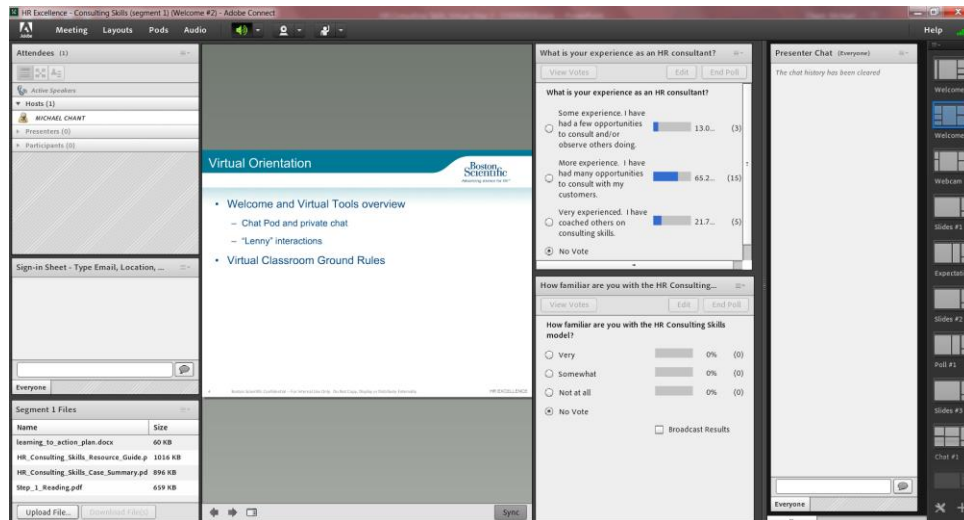 HR Excellence - Consulting Skills (segment 1) (Welcome #2) - Adobe Connect
Adobe
Meeting Layouts Pods Audio
Help
Attendees (1)
Active Speakers
Hosts (1)
MICHAEL CHANT
Presenters (0)
Participants (0)
Sign-in Sheet - Type Email, Location, ...
Everyone
Segment 1 Files
Name Size
learning_to_action_plan.docx 60 KB
HR_Consulting_Skills_Resource_Guide.p 1016 KB
HR_Consulting_Skills_Case_Summary.pd 896 KB
Step_1_Reading.pdf 659 KB
Upload File... Download File(s)
Virtual Orientation
Boston
Scientific
• Welcome and Virtual Tools overview
– Chat Pod and private chat
– “Lenny” interactions
• Virtual Classroom Ground Rules
HR EXCELLENCE
Sync
What is your experience as an HR consultant?
View Votes Edit End Poll
What is your experience as an HR consultant?
Some experience. I have
had a few opportunities
to consult and/or
observe others doing.
13.0... (3)
More experience. I have
had many opportunities
to consult with my
customers.
65.2... (15)
Very experienced. I have
coached others on
consulting skills.
21.7... (5)
No Vote
How familiar are you with the HR Consulting...
View Votes Edit End Poll
How familiar are you with the HR Consulting Skills
model?
Very 0% (0)
Somewhat 0% (0)
Not at all 0% (0)
No Vote
Broadcast Results
Presenter Chat (Everyone)
The chat history has been cleared
Everyone
Welcome
Welcome
Webcam
Slides #1
Expectati
Slides #2
Poll #1
Slides #3
Chat #1